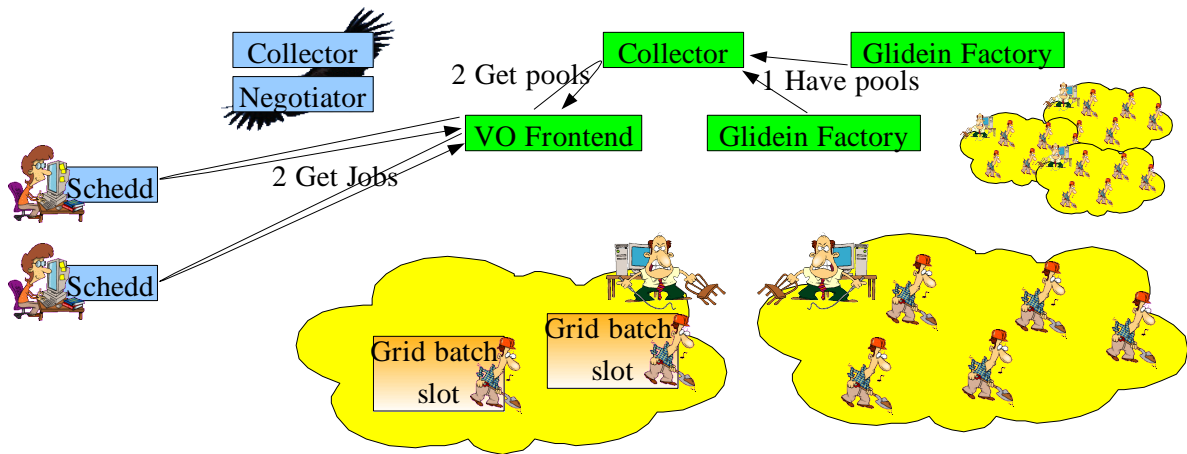 Collector
Collector
Glidein Factory
2 Get pools
1 Have pools
Negotiator
VO Frontend
Glidein Factory
2 Get Jobs
Schedd
Schedd
Grid batch
slot
Grid batch
slot